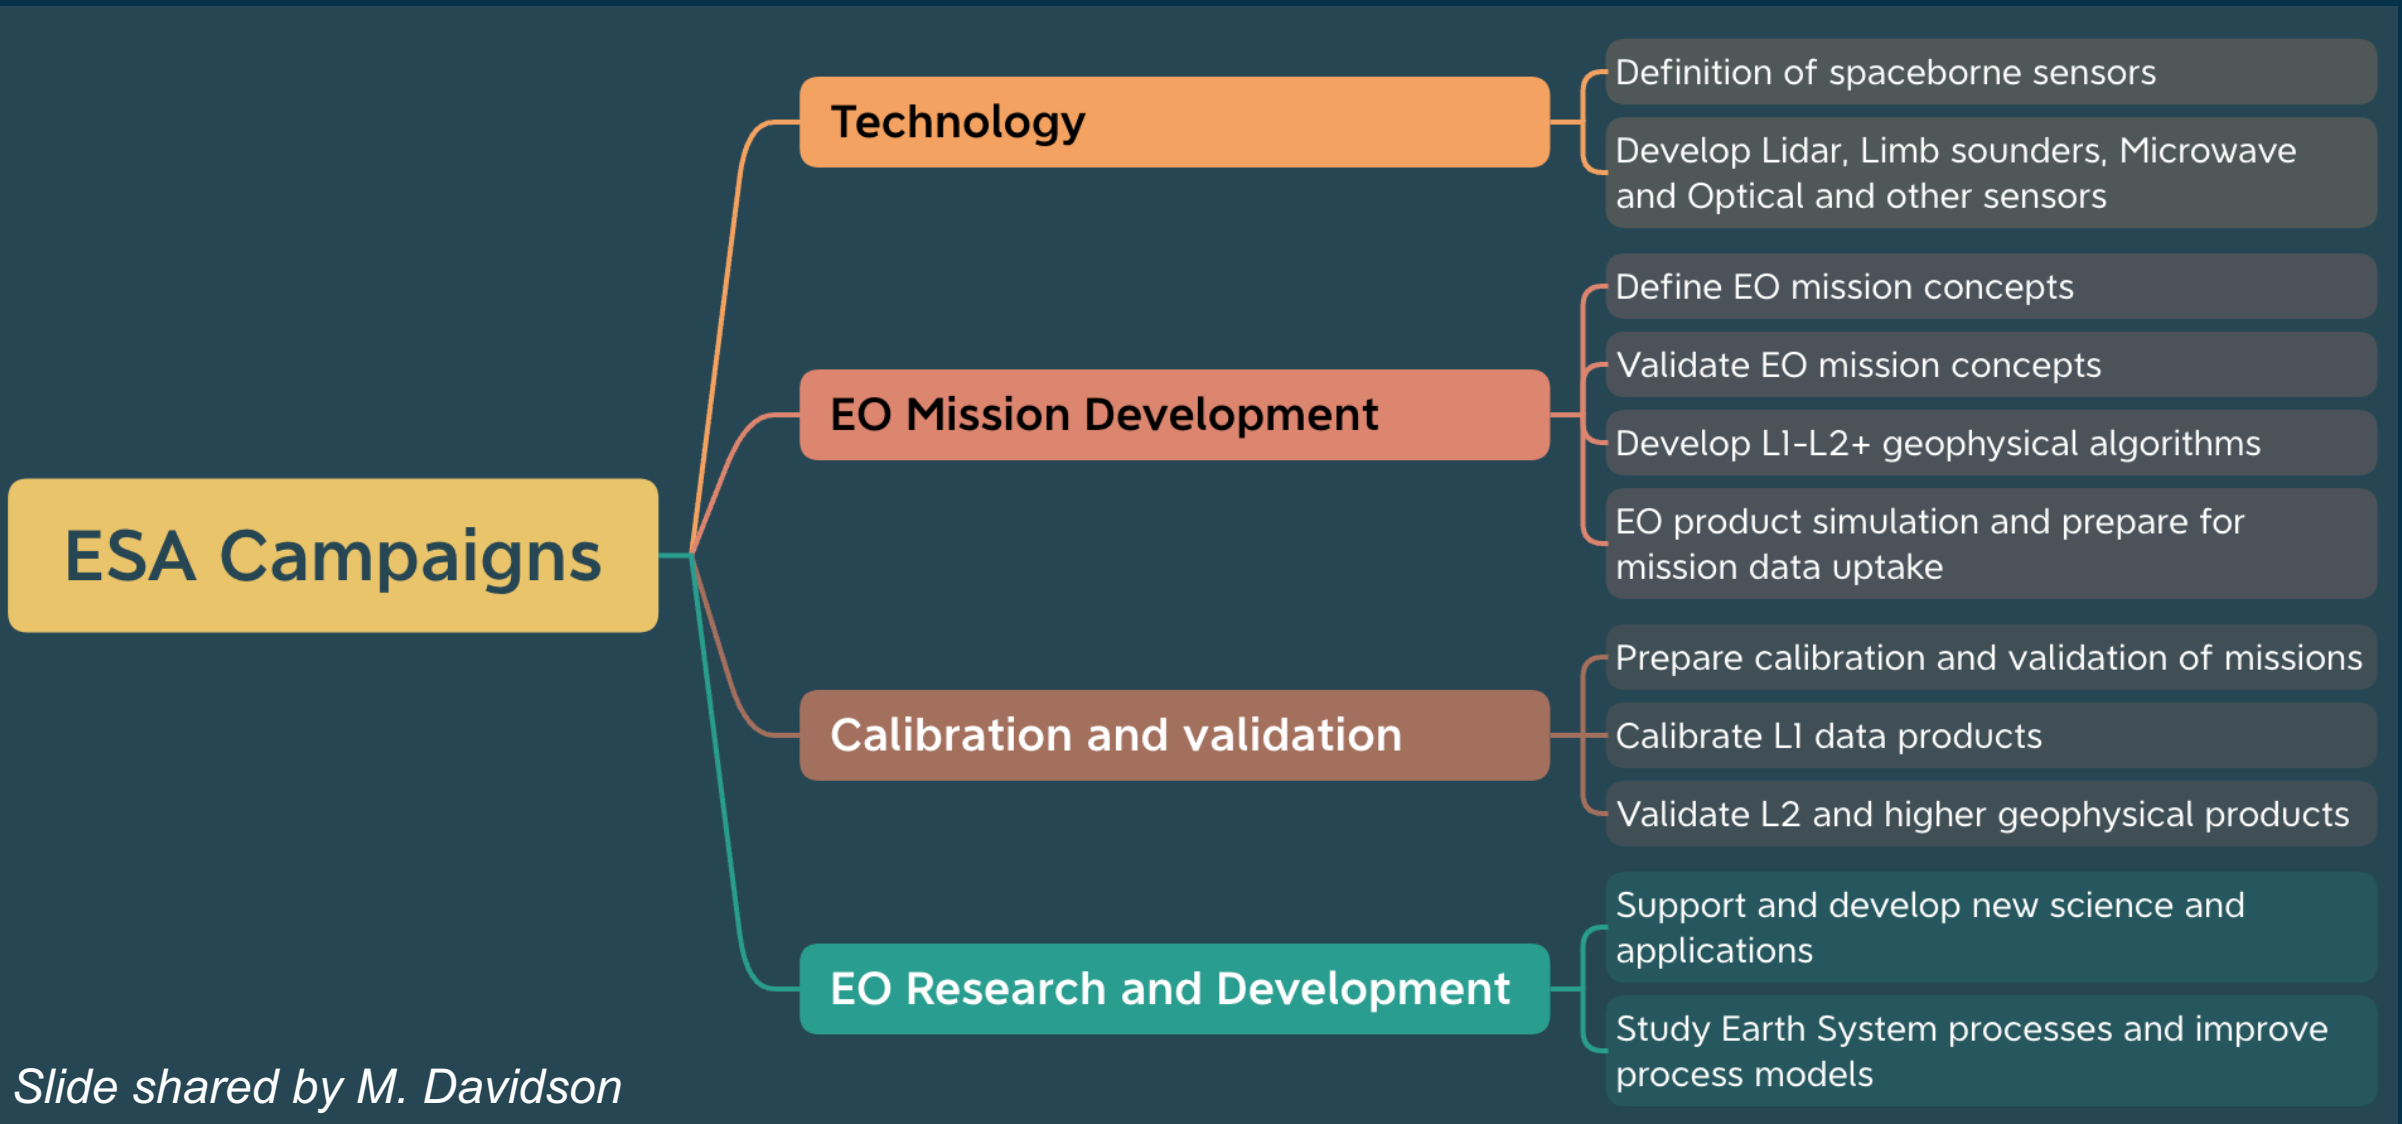 ESA Campaigns
Technology
Definition of spaceborne sensors
Develop Lidar, Limb sounders, Microwave
and Optical and other sensors
EO Mission Development
Define EO mission concepts
Validate EO mission concepts
Develop L1-L2+ geophysical algorithms
EO product simulation and prepare for
mission data uptake
Calibration and validation
Prepare calibration and validation of missions
Calibrate L1 data products
Validate L2 and higher geophysical products
EO Research and Development
Support and develop new science and
applications
Study Earth System processes and improve
process models
Slide shared by M. Davidson